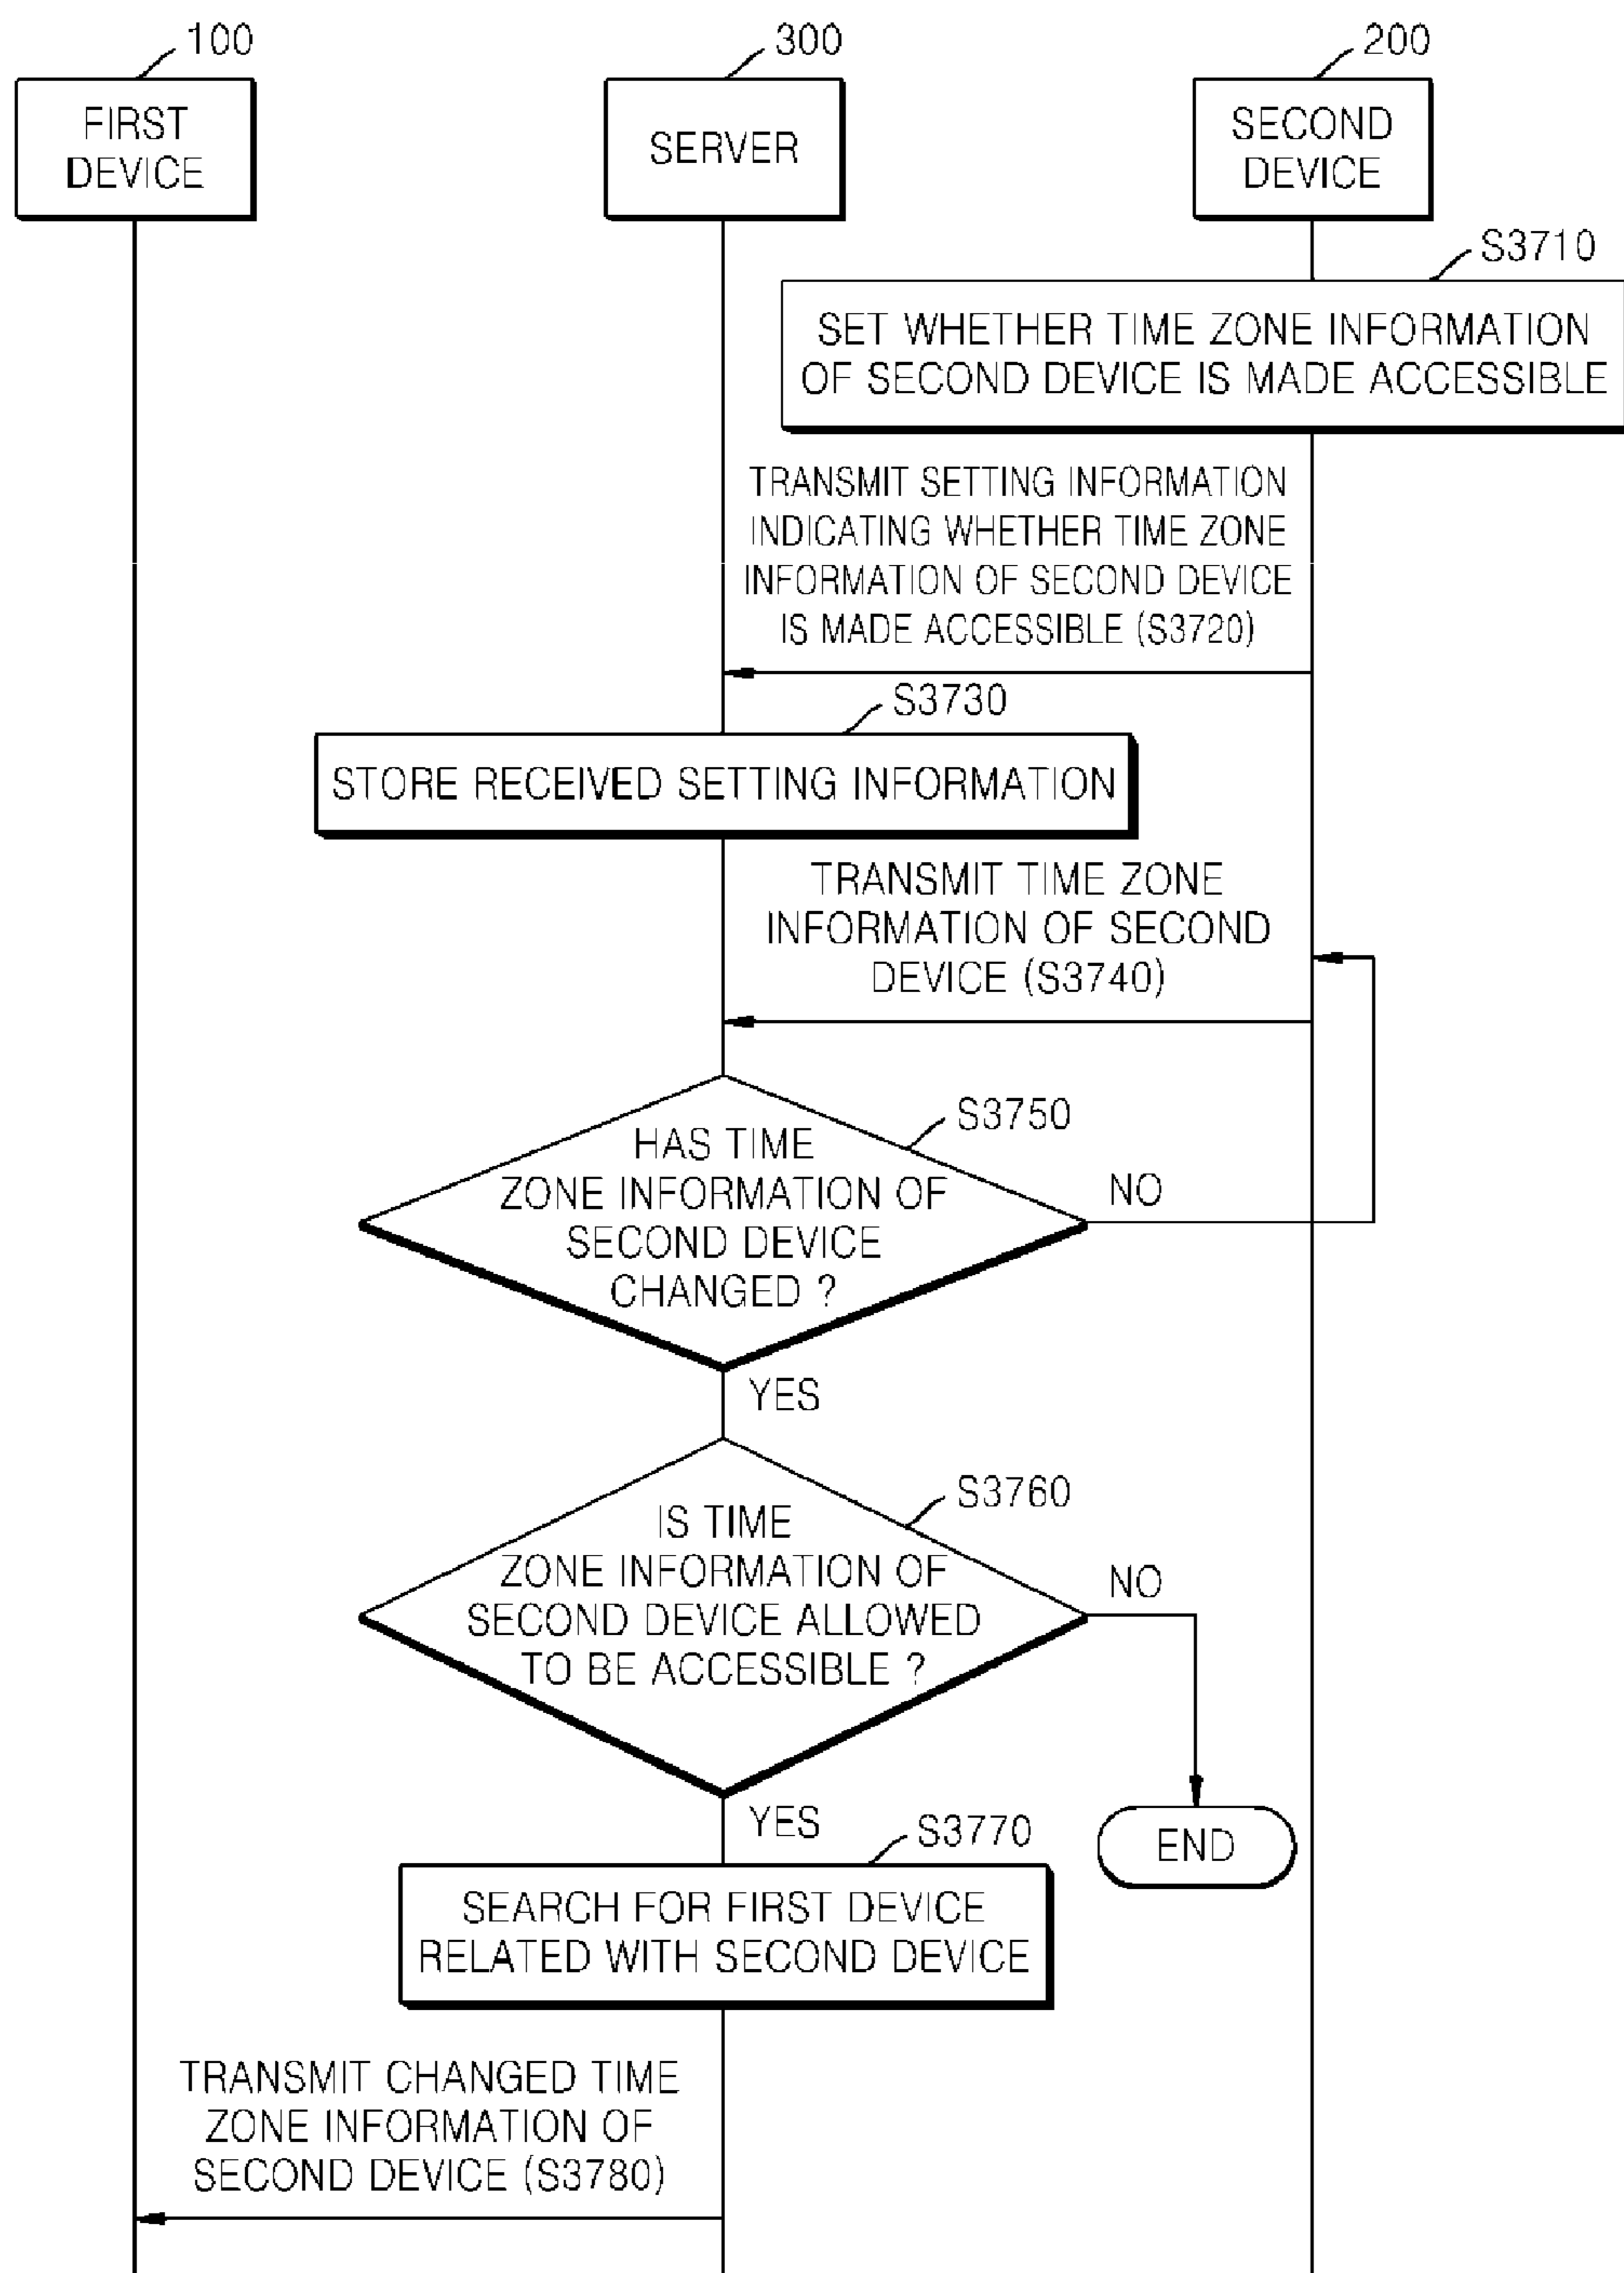 100
300
200
FIRST
DEVICE
SERVER
SECOND
DEVICE
S3710
SET WHETHER TIME ZONE INFORMATION
OF SECOND DEVICE IS MADE ACCESSIBLE
TRANSMIT SETTING INFORMATION
INDICATING WHETHER TIME ZONE
INFORMATION OF SECOND DEVICE
IS MADE ACCESSIBLE (S3720)
S3730
STORE RECEIVED SETTING INFORMATION
TRANSMIT TIME ZONE
INFORMATION OF SECOND
DEVICE (S3740)
S3750
HAS TIME
ZONE INFORMATION OF
SECOND DEVICE
CHANGED ?
NO
YES
S3760
IS TIME
ZONE INFORMATION OF
SECOND DEVICE ALLOWED
TO BE ACCESSIBLE ?
NO
YES
END
S3770
SEARCH FOR FIRST DEVICE
RELATED WITH SECOND DEVICE
TRANSMIT CHANGED TIME
ZONE INFORMATION OF
SECOND DEVICE (S3780)